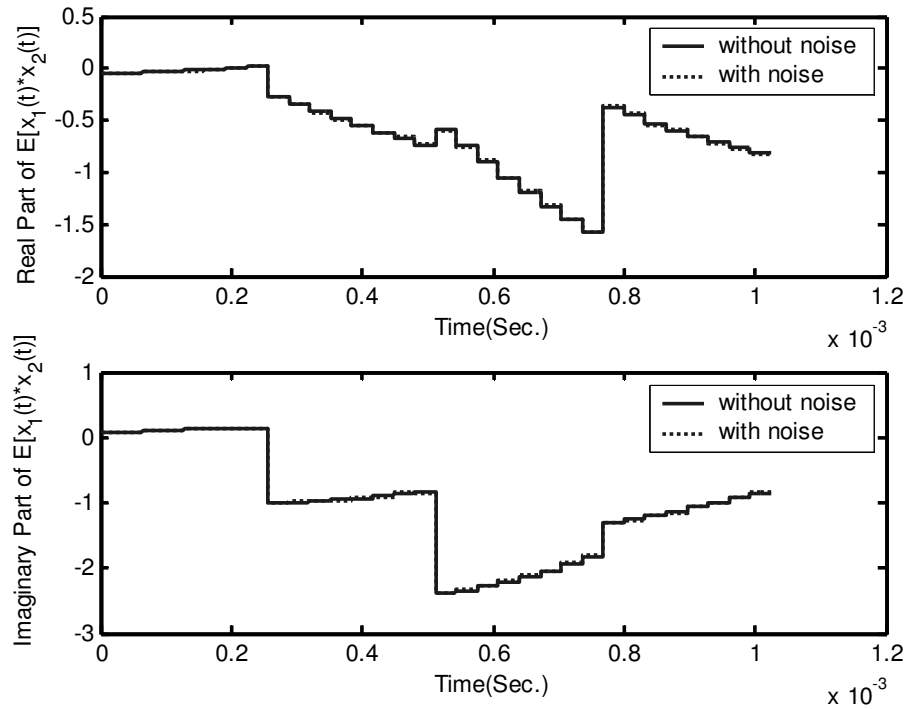 Real Part of E[x₁(t)*x₂(t)]
0.5
0
-0.5
-1
-1.5
-2
without noise
with noise
0 0.2 0.4 0.6 0.8 1 1.2
Time(Sec.)
x 10⁻³
Imaginary Part of E[x₁(t)*x₂(t)]
1
0
-1
-2
-3
without noise
with noise
0 0.2 0.4 0.6 0.8 1 1.2
Time(Sec.)
x 10⁻³